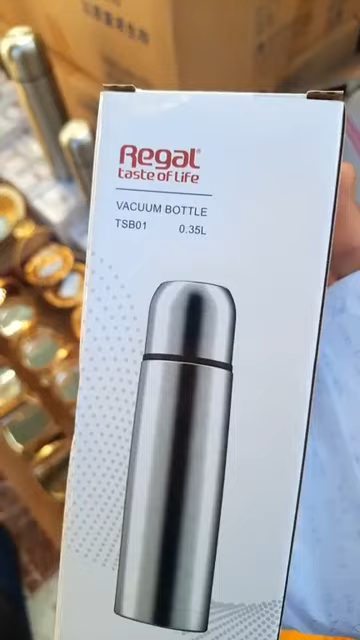 Regal®
taste of Life
VACUUM BOTTLE
TSB01 0.35L